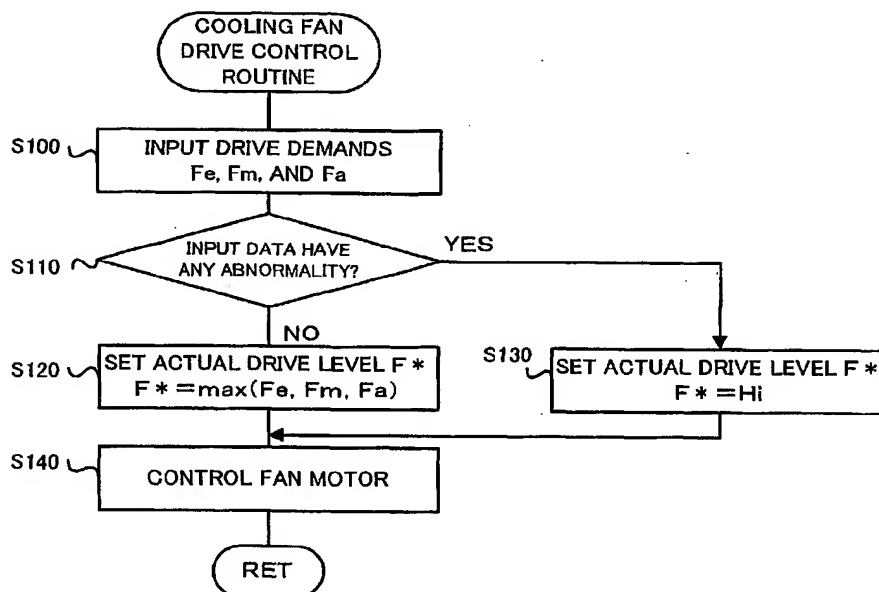 COOLING FAN
DRIVE CONTROL
ROUTINE
S100
INPUT DRIVE DEMANDS
Fe, Fm, AND Fa
S110
INPUT DATA HAVE
ANY ABNORMALITY?
YES
NO
S120
SET ACTUAL DRIVE LEVEL F*
F*=max(Fe, Fm, Fa)
S130
SET ACTUAL DRIVE LEVEL F*
F*=Hi
S140
CONTROL FAN MOTOR
RET